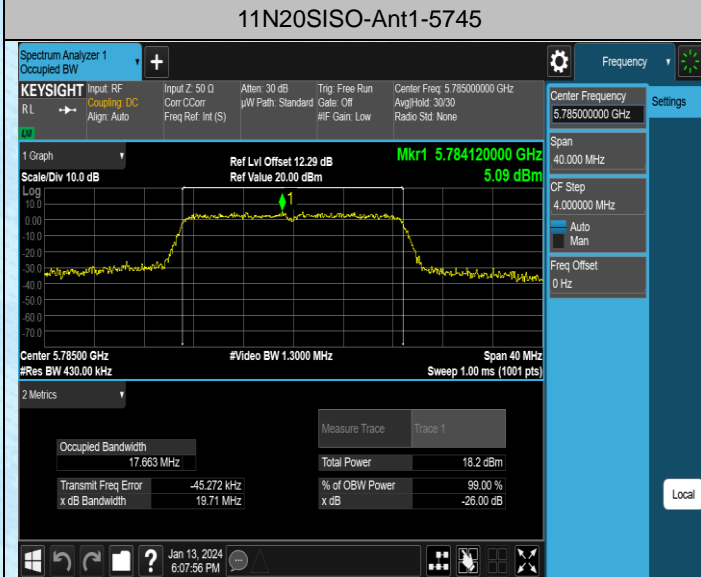 11N20SISO-Ant1-5745
Spectrum Analyzer 1
Occupied BW
+
Frequency
KEYSIGHT
RL
Input: RF
Coupling: DC
Align: Auto
Input Z: 50 Ω
Corr CCorr
Freq Ref: Int (S)
Atten: 30 dB
µW Path: Standard
Trig: Free Run
Gate: Off
#IF Gain: Low
Center Freq: 5.785000000 GHz
Avg|Hold: 30/30
Radio Std: None
LXI
1 Graph
Scale/Div 10.0 dB
Ref Lvl Offset 12.29 dB
Ref Value 20.00 dBm
Mkr1 5.784120000 GHz
5.09 dBm
Log
10.0
0.00
-10.0
-20.0
-30.0
-40.0
-50.0
-60.0
-70.0
1
Center 5.78500 GHz
#Video BW 1.3000 MHz
Span 40 MHz
#Res BW 430.00 kHz
Sweep 1.00 ms (1001 pts)
2 Metrics
Measure Trace
Trace 1
Occupied Bandwidth
17.663 MHz
Total Power
18.2 dBm
Transmit Freq Error
-45.272 kHz
% of OBW Power
99.00 %
x dB Bandwidth
19.71 MHz
x dB
-26.00 dB
?
Jan 13, 2024
6:07:56 PM
Center Frequency
5.785000000 GHz
Settings
Span
40.000 MHz
CF Step
4.000000 MHz
Auto
Man
Freq Offset
0 Hz
Local